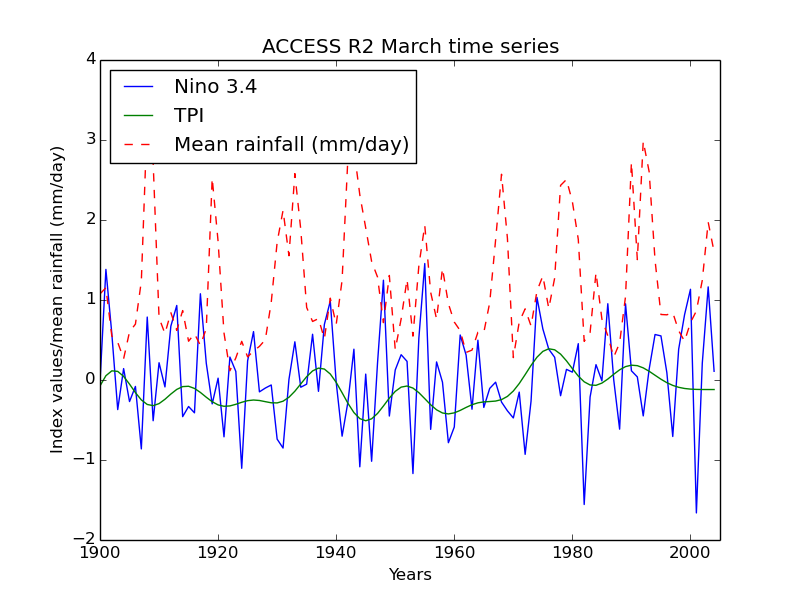 ACCESS R2 March time series
Nino 3.4
TPI
Mean rainfall (mm/day)
Index values/mean rainfall (mm/day)
4
3
2
1
0
−1
−2
1900 1920 1940 1960 1980 2000
Years